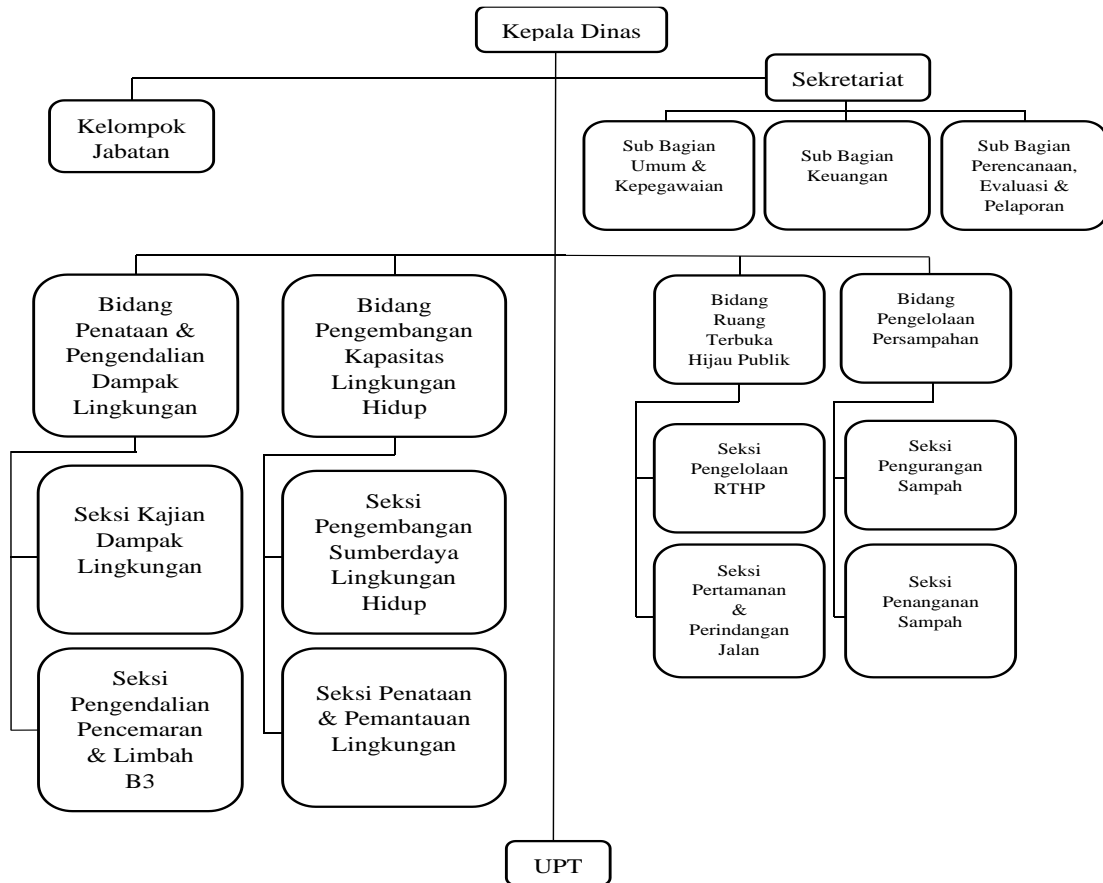 Kepala Dinas
Sekretariat
Kelompok
Jabatan
Sub Bagian
Umum &
Kepegawaian
Sub Bagian
Keuangan
Sub Bagian
Perencanaan,
Evaluasi &
Pelaporan
Bidang
Penataan &
Pengendalian
Dampak
Lingkungan
Bidang
Pengembangan
Kapasitas
Lingkungan
Hidup
Bidang
Ruang
Terbuka
Hijau Publik
Bidang
Pengelolaan
Persampahan
Seksi Kajian
Dampak
Lingkungan
Seksi
Pengembangan
Sumberdaya
Lingkungan
Hidup
Seksi
Pengelolaan
RTHP
Seksi
Pengurangan
Sampah
Seksi
Pengendalian
Pencemaran
& Limbah
B3
Seksi Penataan
& Pemantauan
Lingkungan
Seksi
Pertamanan
&
Perindangan
Jalan
Seksi
Penanganan
Sampah
UPT